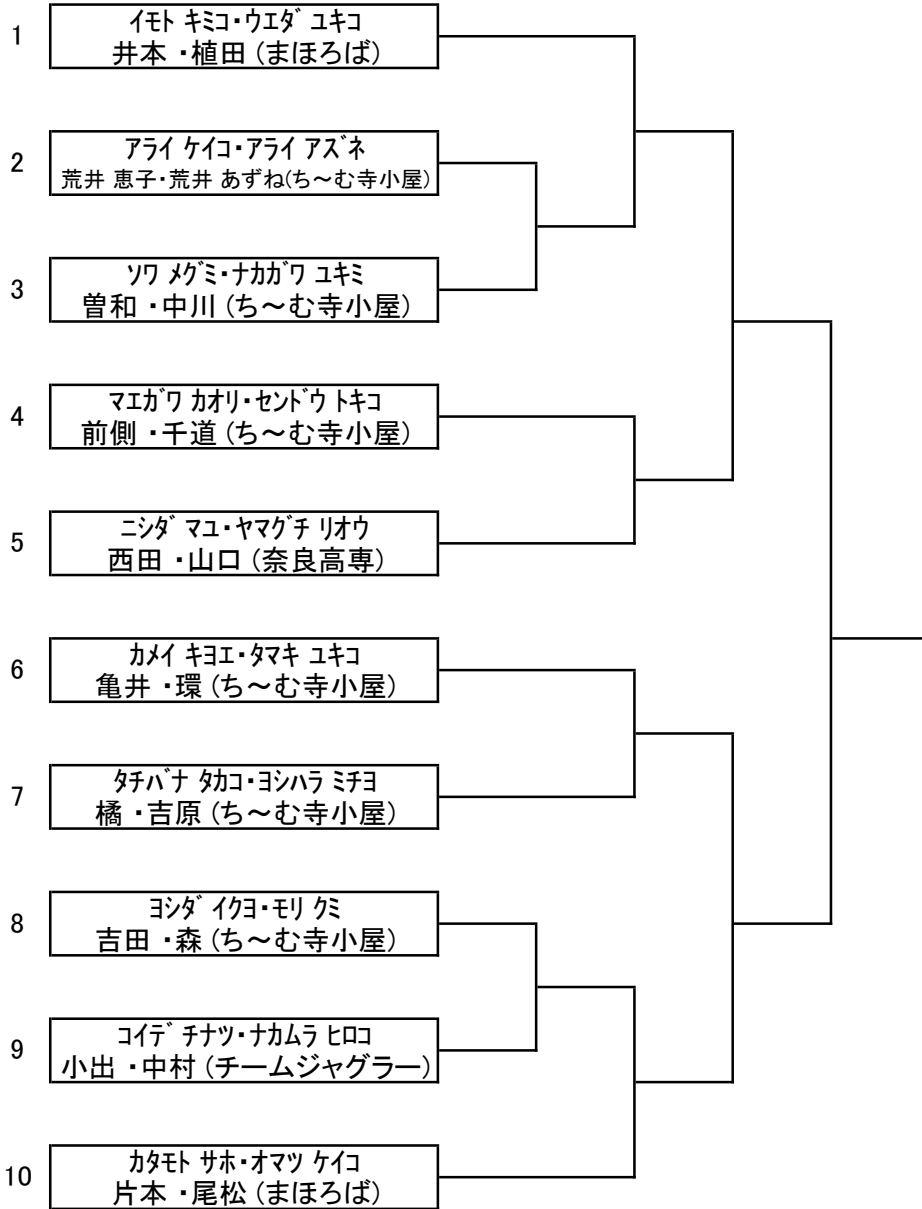 1
ｲﾓﾄ ｷﾐｺ・ｳｴﾀﾞ ﾕｷｺ
井本 ・植田 (まほろば)
2
ｱﾗｲ ｹｲｺ・ｱﾗｲ ｱｽﾞﾈ
荒井 恵子・荒井 あずね(ち～む寺小屋)
3
ｿﾜ ﾒｸﾞﾐ・ﾅｶｶﾞﾜ ﾕｷﾐ
曽和 ・中川 (ち～む寺小屋)
4
ﾏｴｶﾞﾜ ｶｵﾘ・ｾﾝﾄﾞｳ ﾄｷｺ
前側 ・千道 (ち～む寺小屋)
5
ﾆｼﾀﾞ ﾏﾕ・ﾔﾏｸﾞﾁ ﾘｵｳ
西田 ・山口 (奈良高専)
6
ｶﾒｲ ｷﾖｴ・ﾀﾏｷ ﾕｷｺ
亀井 ・環 (ち～む寺小屋)
7
ﾀﾁﾊﾞﾅ ﾀｶｺ・ﾖｼﾊﾗ ﾐﾁﾖ
橘 ・吉原 (ち～む寺小屋)
8
ﾖｼﾀﾞ ｲｸﾖ・ﾓﾘ ｸﾐ
吉田 ・森 (ち～む寺小屋)
9
ｺｲﾃﾞ ﾁﾅﾂ・ﾅｶﾑﾗ ﾋﾛｺ
小出 ・中村 (チームジャグラー)
10
ｶﾀﾓﾄ ｻﾎ・ｵﾏﾂ ｹｲｺ
片本 ・尾松 (まほろば)